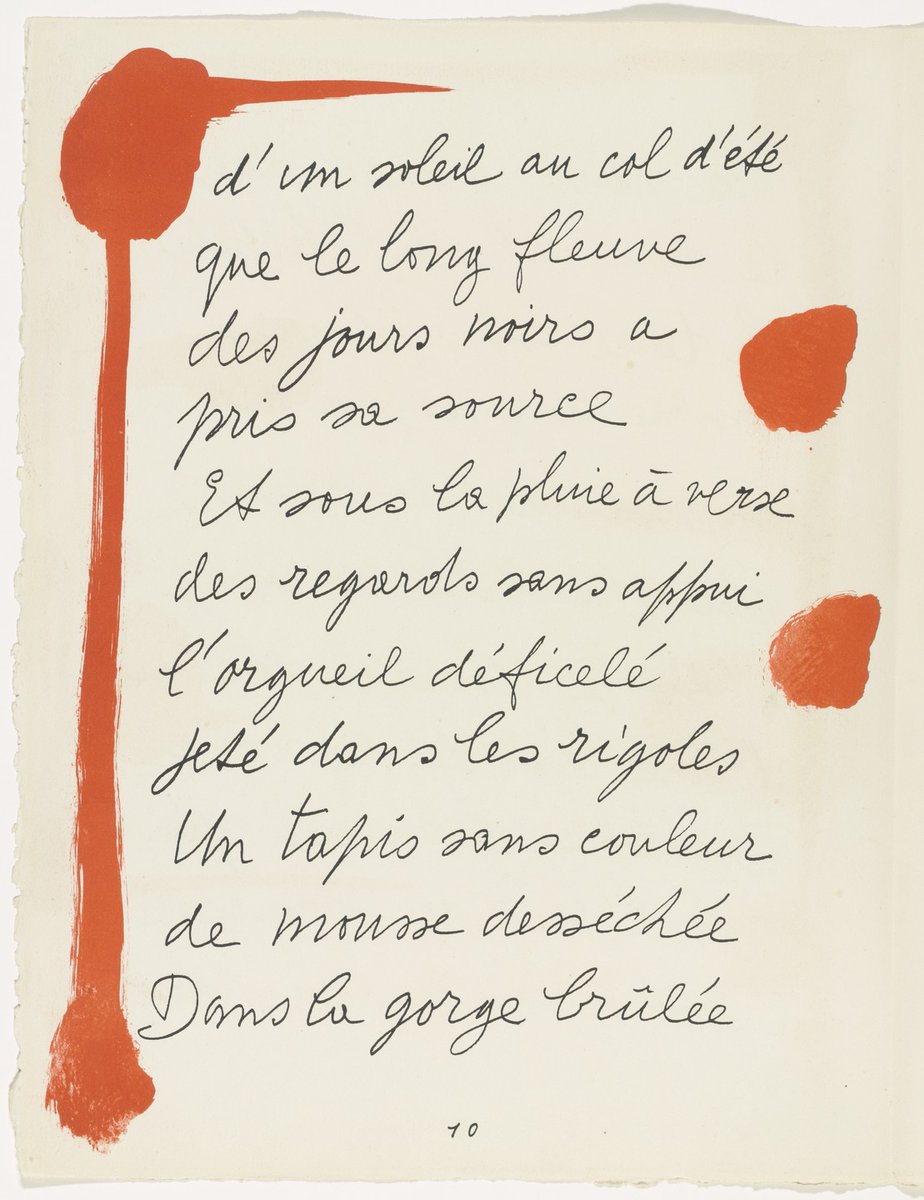 d'un soleil au col d'été
que le long fleuve
des jours noirs a
pris sa source
Et sous la pluie à verse
des regards sans appui
l'orgueil déficelé
jeté dans les rigoles
Un tapis sans couleur
de mousse desséchée
Dans la gorge brûlée
10